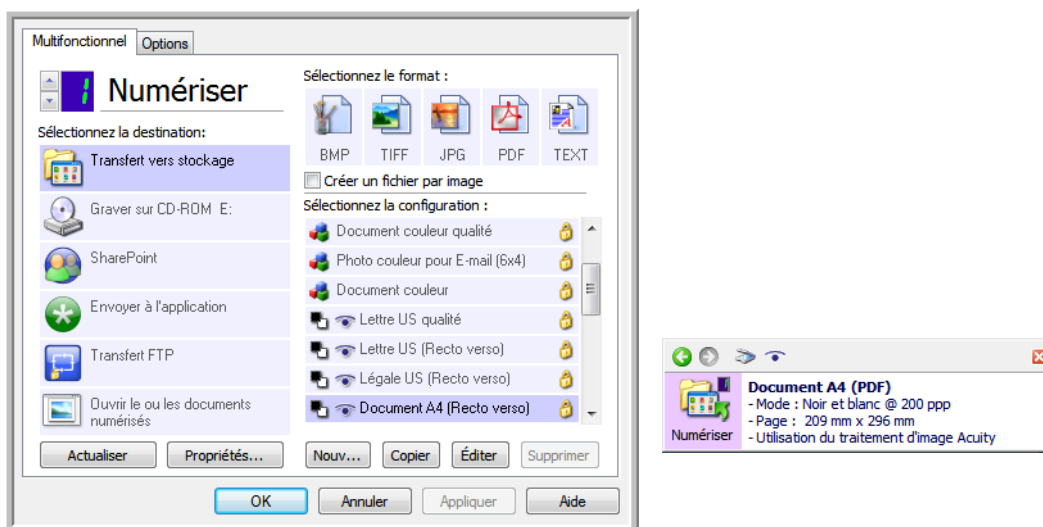 Multifonctionnel
Options
1 Numériser
Sélectionnez la destination:
Transfert vers stockage
Graver sur CD-ROM E:
SharePoint
Envoyer à l'application
Transfert FTP
Ouvrir le ou les documents
numérisés
Actualiser
Propriétés...
Sélectionnez le format :
BMP TIFF JPG PDF TEXT
Créer un fichier par image
Sélectionnez la configuration :
Document couleur qualité
Photo couleur pour E-mail (6x4)
Document couleur
Lettre US qualité
Lettre US (Recto verso)
Légale US (Recto verso)
Document A4 (Recto verso)
Nouv... Copier Éditer Supprimer
OK Annuler Appliquer Aide
Numériser
Document A4 (PDF)
- Mode : Noir et blanc @ 200 ppp
- Page : 209 mm x 296 mm
- Utilisation du traitement d'image Acuity